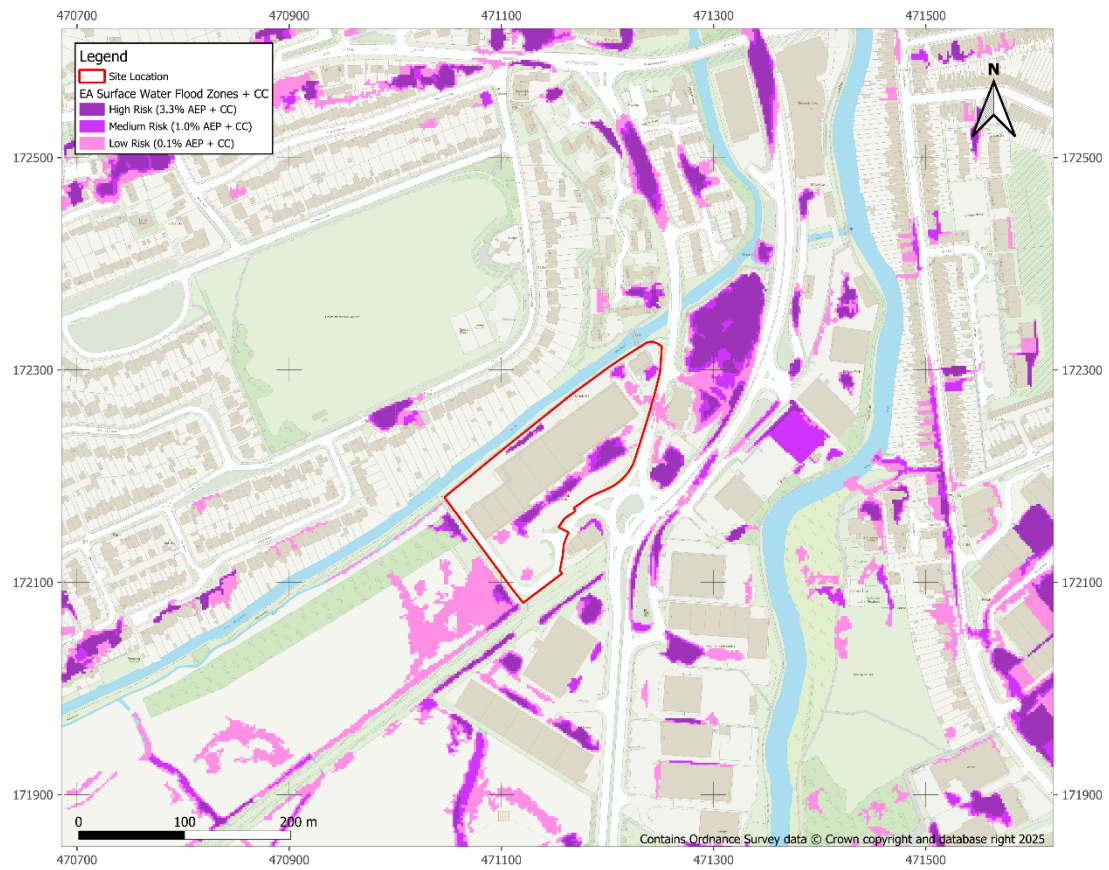 470700 470900 471100 471300 471500
Legend
Site Location
EA Surface Water Flood Zones + CC
High Risk (3.3% AEP + CC)
Medium Risk (1.0% AEP + CC)
Low Risk (0.1% AEP + CC)
N
172500 172500
172300 172300
172100 172100
171900 171900
0 100 200 m
Contains Ordnance Survey data © Crown copyright and database right 2025
470700 470900 471100 471300 471500